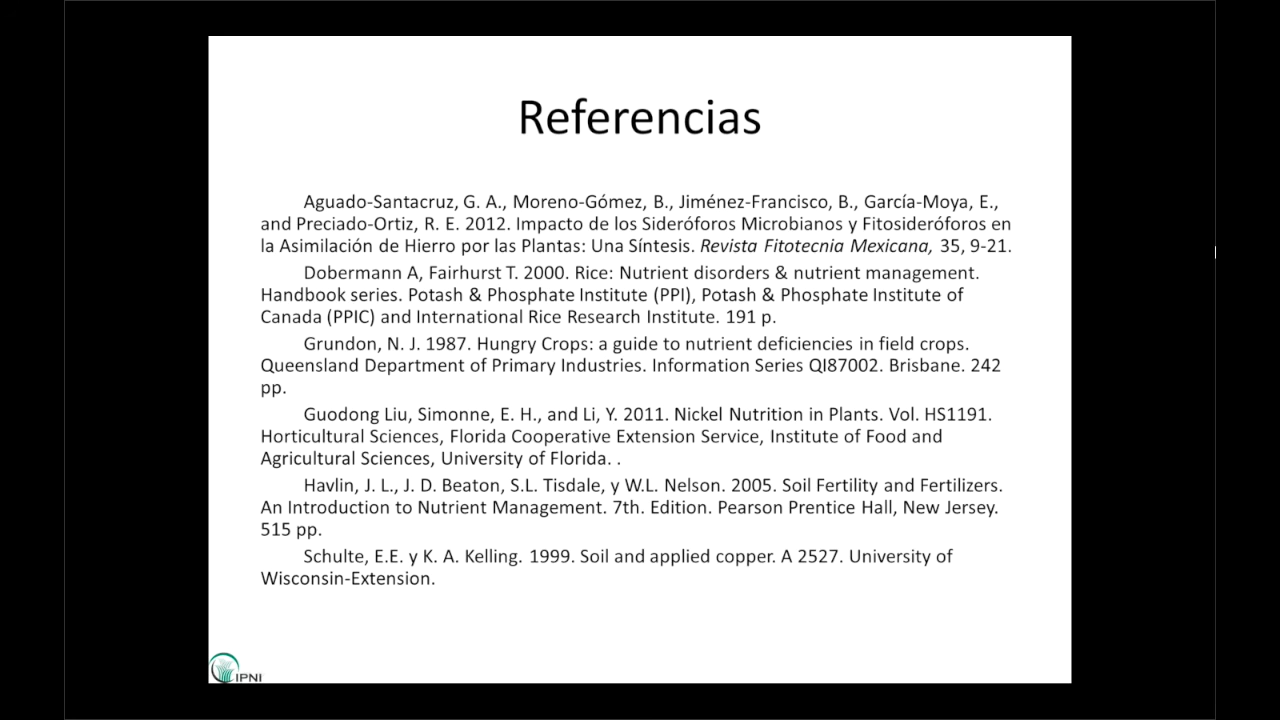 Referencias
Aguado-Santacruz, G. A., Moreno-Gómez, B., Jiménez-Francisco, B., García-Moya, E.,
and Preciado-Ortiz, R. E. 2012. Impacto de los Sideróforos Microbianos y Fitosideróforos en
la Asimilación de Hierro por las Plantas: Una Síntesis. Revista Fitotecnia Mexicana, 35, 9-21.
Dobermann A, Fairhurst T. 2000. Rice: Nutrient disorders & nutrient management.
Handbook series. Potash & Phosphate Institute (PPI), Potash & Phosphate Institute of
Canada (PPIC) and International Rice Research Institute. 191 p.
Grundon, N. J. 1987. Hungry Crops: a guide to nutrient deficiencies in field crops.
Queensland Department of Primary Industries. Information Series QI87002. Brisbane. 242
pp.
Guodong Liu, Simonne, E. H., and Li, Y. 2011. Nickel Nutrition in Plants. Vol. HS1191.
Horticultural Sciences, Florida Cooperative Extension Service, Institute of Food and
Agricultural Sciences, University of Florida. .
Havlin, J. L., J. D. Beaton, S.L. Tisdale, y W.L. Nelson. 2005. Soil Fertility and Fertilizers.
An Introduction to Nutrient Management. 7th. Edition. Pearson Prentice Hall, New Jersey.
515 pp.
Schulte, E.E. y K. A. Kelling. 1999. Soil and applied copper. A 2527. University of
Wisconsin-Extension.
IPNI